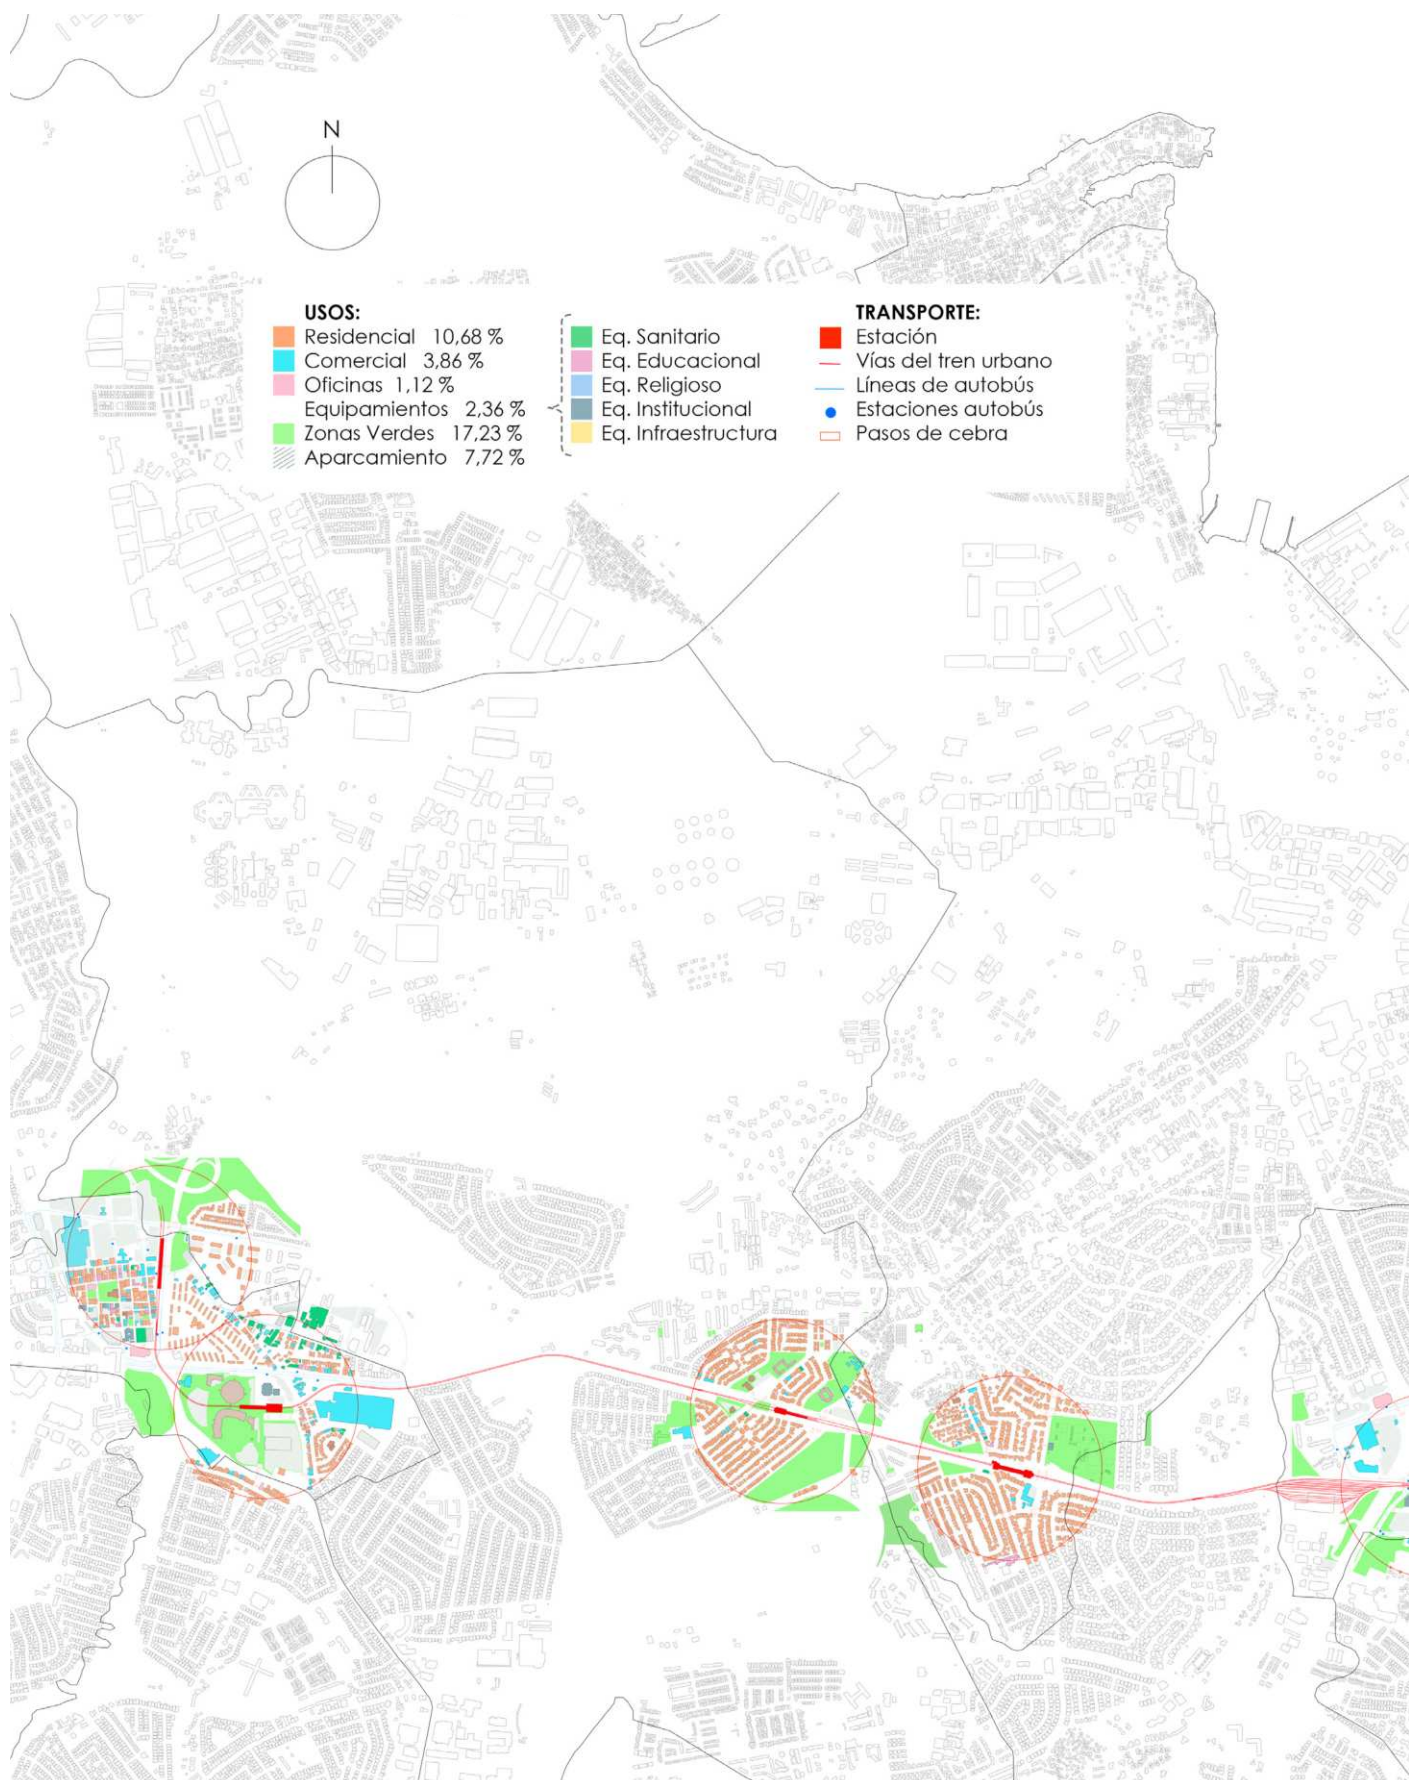 N
USOS:
Residencial 10,68 %
Comercial 3,86 %
Oficinas 1,12 %
Equipamientos 2,36 %
Zonas Verdes 17,23 %
Aparcamiento 7,72 %
Eq. Sanitario
Eq. Educacional
Eq. Religioso
Eq. Institucional
Eq. Infraestructura
TRANSPORTE:
Estación
Vías del tren urbano
Líneas de autobús
Estaciones autobús
Pasos de cebra